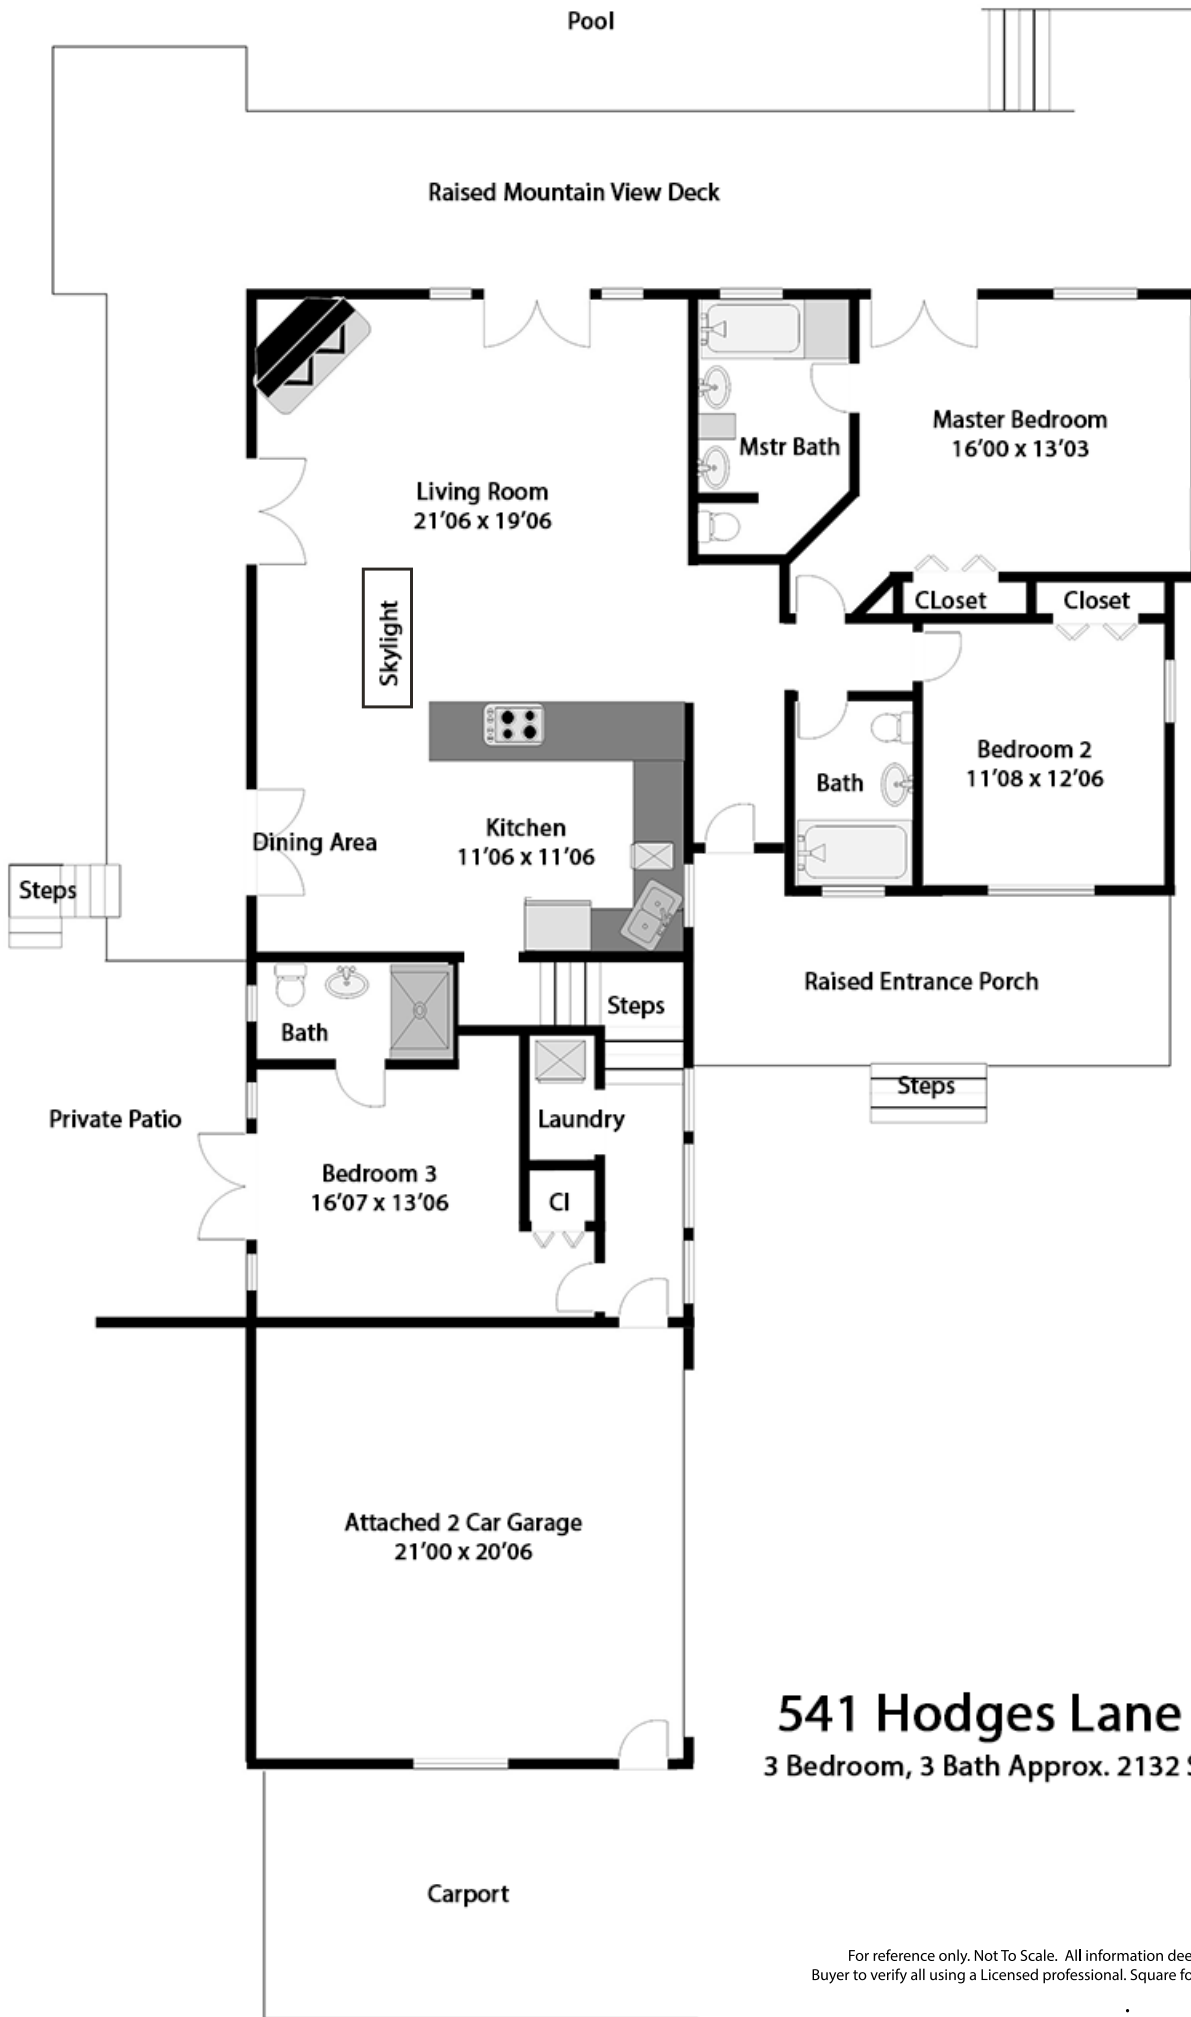 Pool
Raised Mountain View Deck
Master Bedroom
16'00 x 13'03
Mstr Bath
Living Room
21'06 x 19'06
CLoset
Closet
Skylight
Bedroom 2
11'08 x 12'06
Bath
Kitchen
11'06 x 11'06
Dining Area
Steps
Raised Entrance Porch
Steps
Bath
Steps
Private Patio
Laundry
Bedroom 3
16'07 x 13'06
Cl
Attached 2 Car Garage
21'00 x 20'06
541 Hodges Lane
3 Bedroom, 3 Bath Approx. 2132
Carport
For reference only. Not To Scale. All information
Buyer to verify all using a Licensed professional. Square